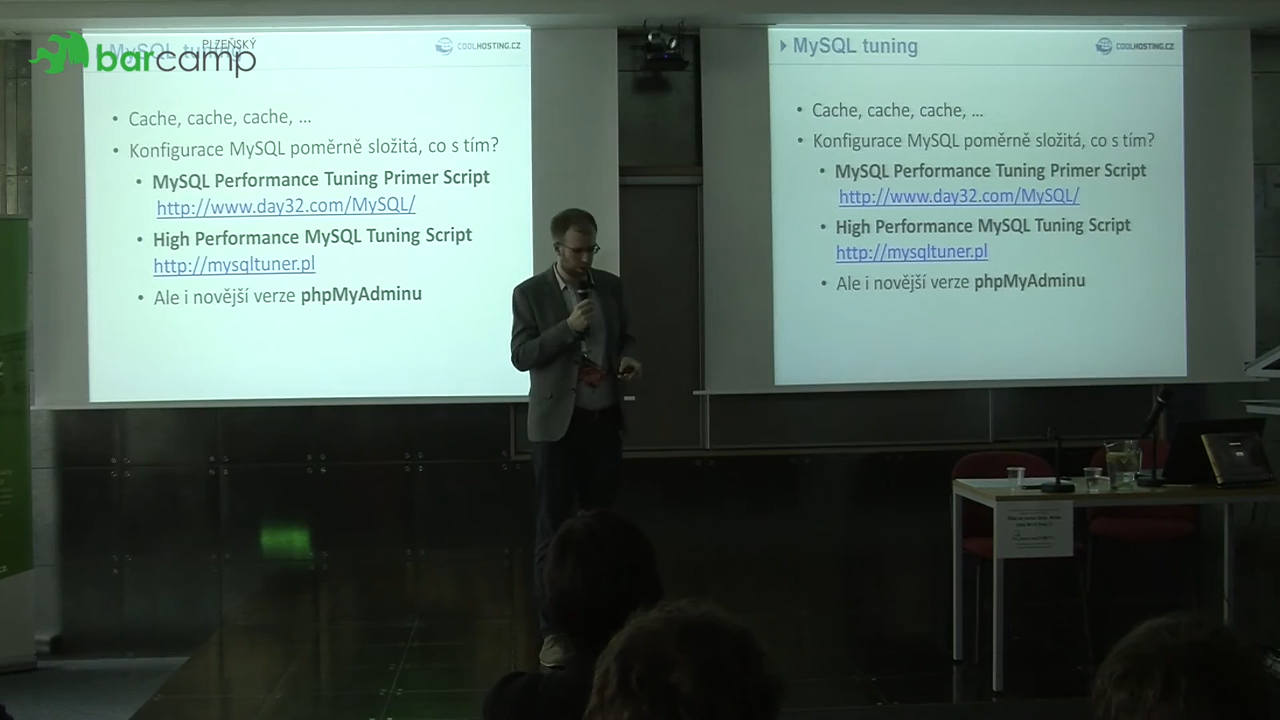 PLZEŇSKÝ
barcamp
MySQL tuning
COOLHOSTING.CZ
• Cache, cache, cache, ...
• Konfigurace MySQL poměrně složitá, co s tím?
• MySQL Performance Tuning Primer Script
http://www.day32.com/MySQL/
• High Performance MySQL Tuning Script
http://mysqltuner.pl
• Ale i novější verze phpMyAdminu
MySQL tuning
COOLHOSTING.CZ
• Cache, cache, cache, ...
• Konfigurace MySQL poměrně složitá, co s tím?
• MySQL Performance Tuning Primer Script
http://www.day32.com/MySQL/
• High Performance MySQL Tuning Script
http://mysqltuner.pl
• Ale i novější verze phpMyAdminu